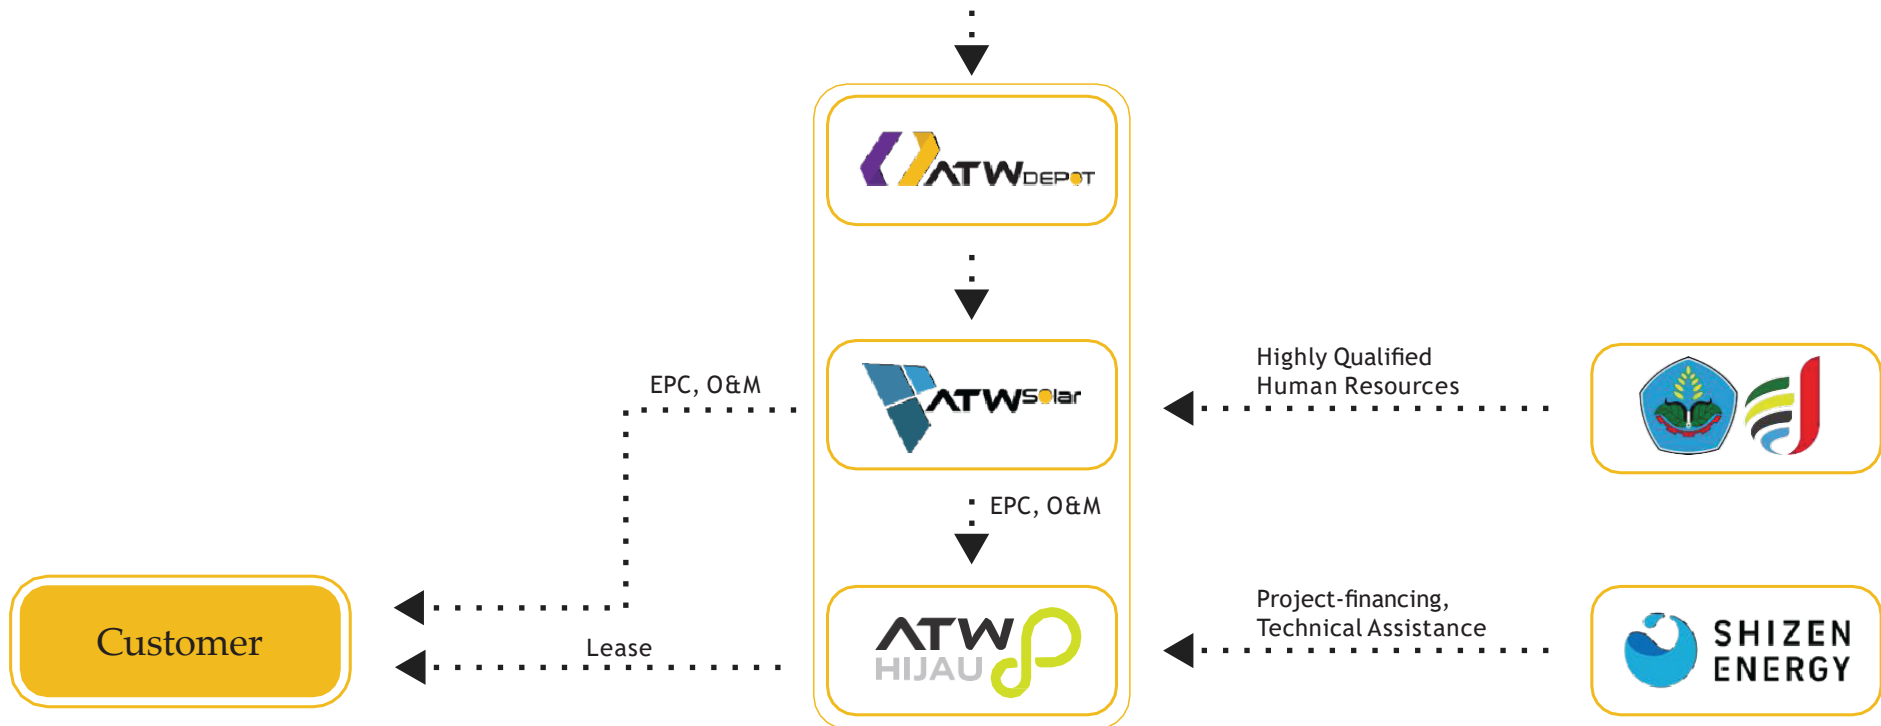 ATW DEPOT
Highly Qualified
Human Resources
EPC, O&M
ATW Solar
EPC, O&M
Project-financing,
Technical Assistance
Customer
Lease
ATW
HIJAU
SHIZEN
ENERGY